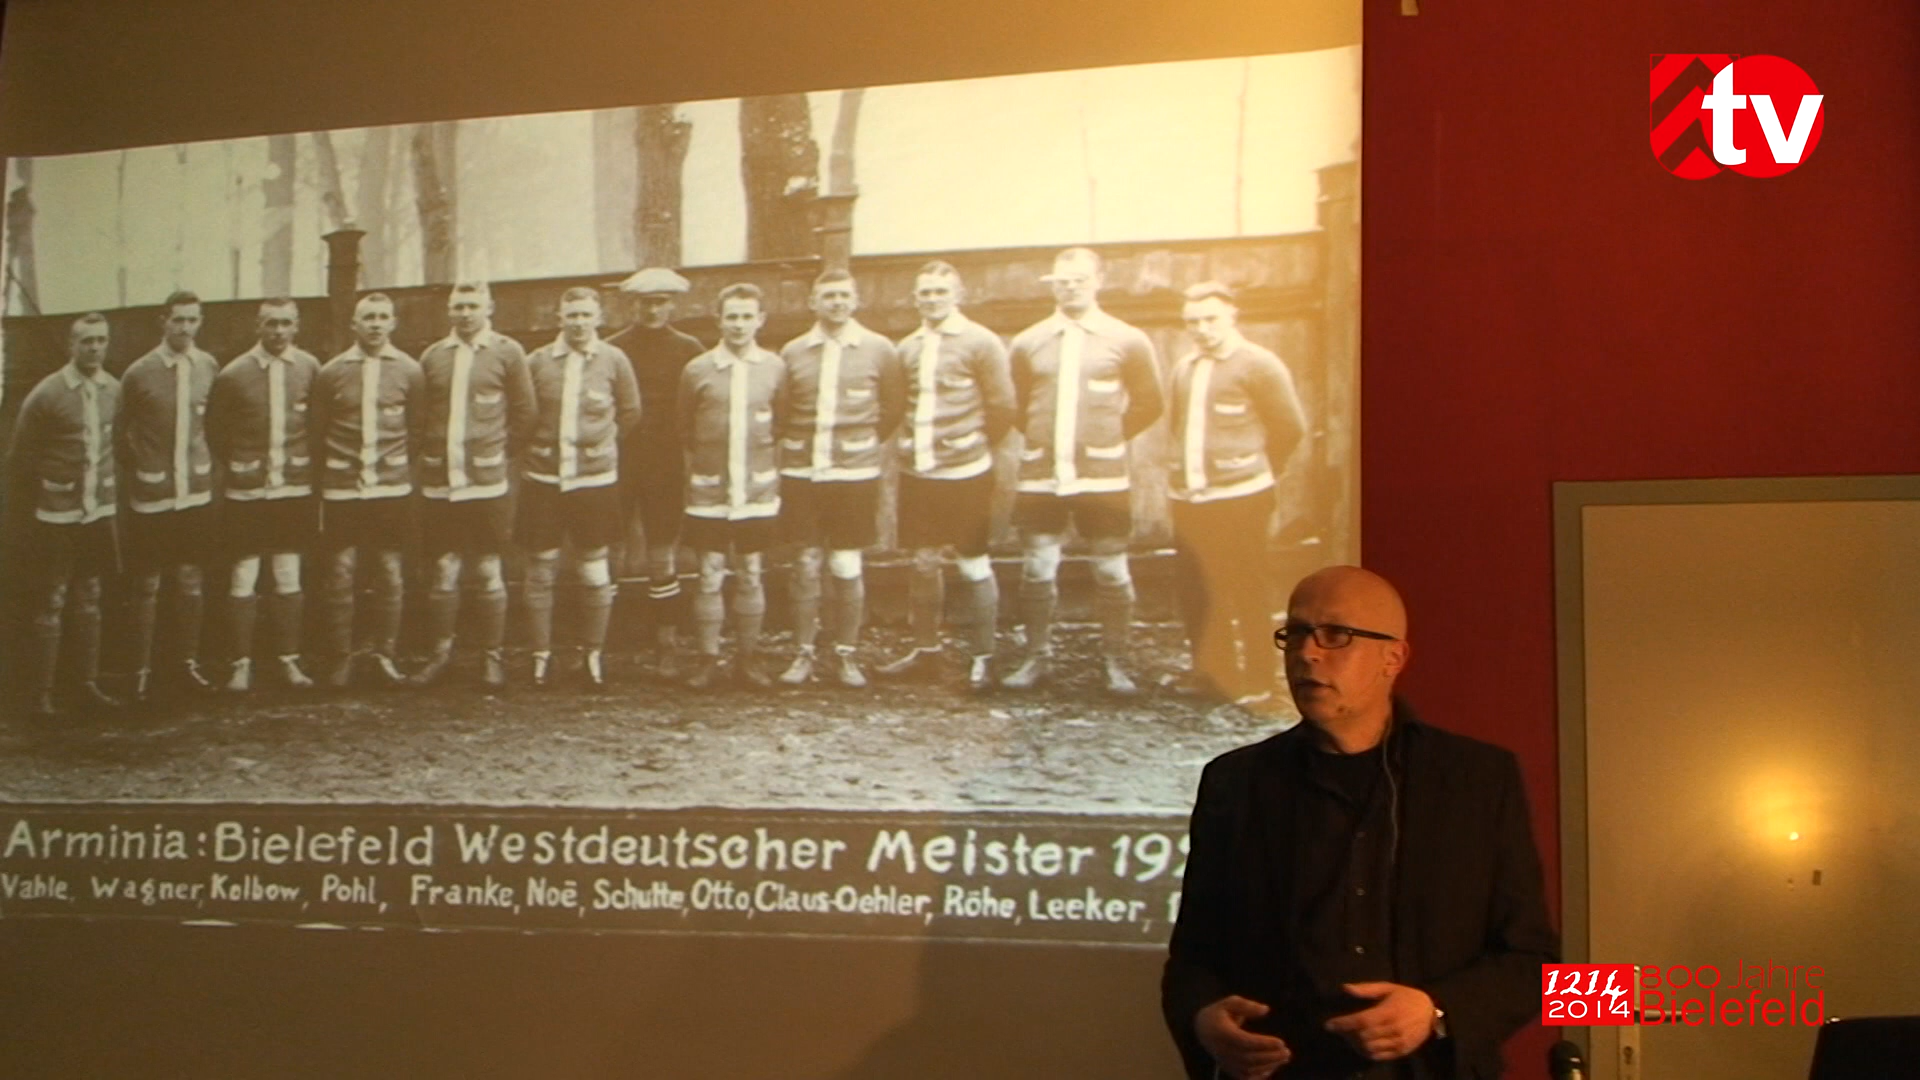 tv
Arminia: Bielefeld Westdeutscher Meister 192
Vahle, Wagner, Kolbow, Pohl, Franke, Noë, Schutte, Otto, Claus-Oehler, Röhe, Leeker,
1214
2014
800 Jahre
Bielefeld